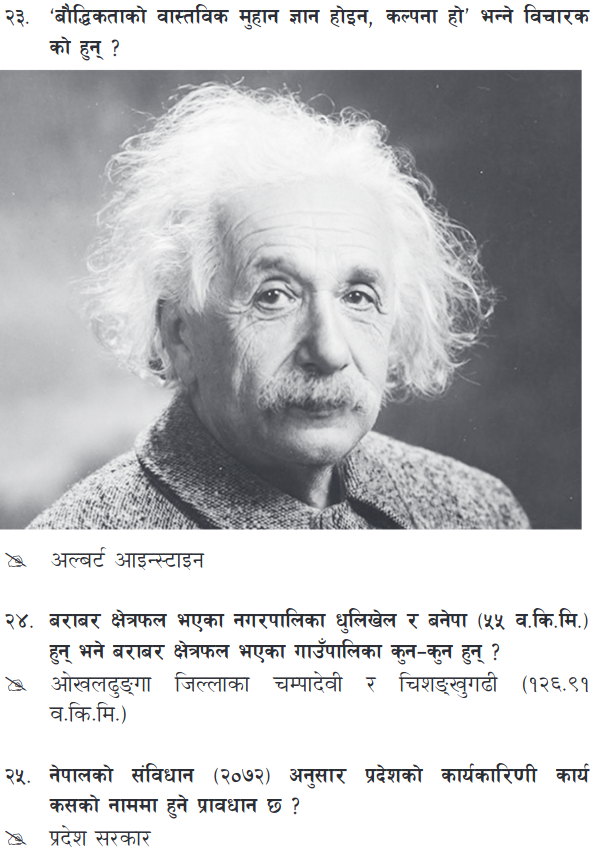 २३. ‘बौद्धिकताको वास्तविक मुहान ज्ञान होइन, कल्पना हो’ भन्ने विचारक
को हुन् ?
अल्बर्ट आइन्स्टाइन
२४. बराबर क्षेत्रफल भएका नगरपालिका धुलिखेल र बनेपा (५५ व.कि.मि.)
हुन् भने बराबर क्षेत्रफल भएका गाउँपालिका कुन-कुन हुन् ?
ओखलढुङ्गा जिल्लाका चम्पादेवी र चिशङ्खुगढी (१२६.९१
व.कि.मि.)
२५. नेपालको संविधान (२०७२) अनुसार प्रदेशको कार्यकारिणी कार्य
कसको नाममा हुने प्रावधान छ ?
प्रदेश सरकार